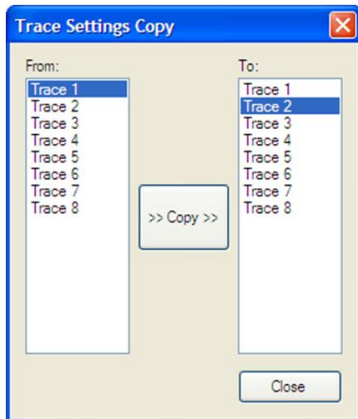 Trace Settings Copy
From:
Trace 1
Trace 2
Trace 3
Trace 4
Trace 5
Trace 6
Trace 7
Trace 8
>> Copy >>
To:
Trace 1
Trace 2
Trace 3
Trace 4
Trace 5
Trace 6
Trace 7
Trace 8
Close